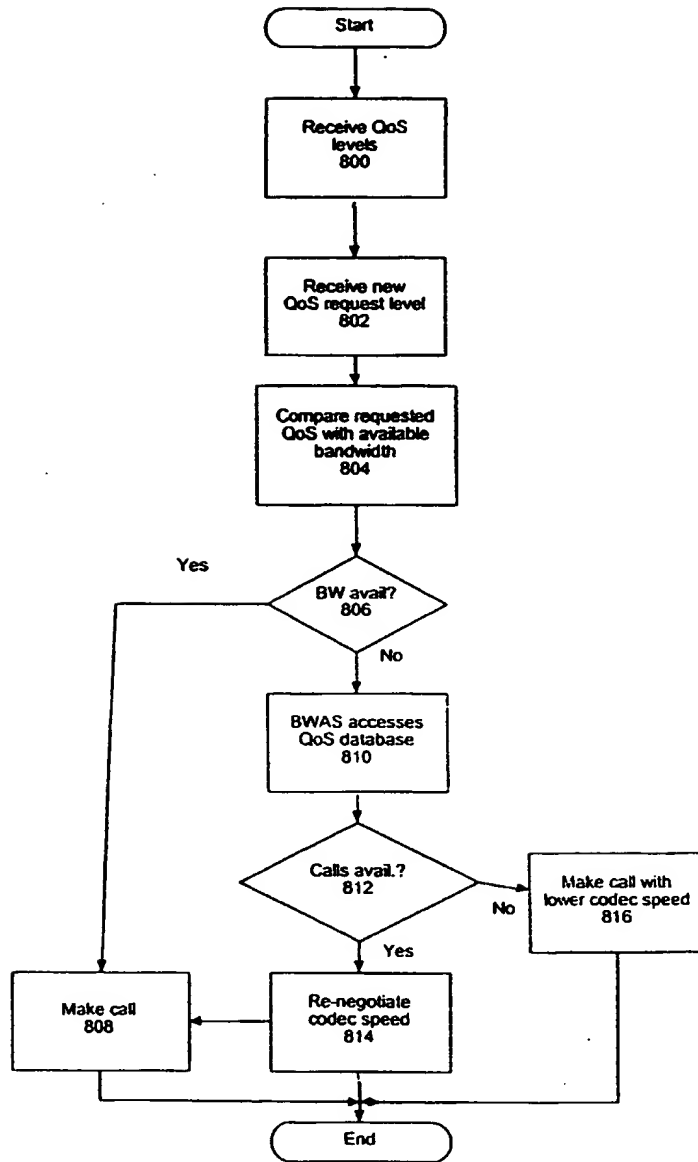 Start
Receive QoS
levels
800
Receive new
QoS request level
802
Compare requested
QoS with available
bandwidth
804
Yes
BW avail?
806
No
BWAS accesses
QoS database
810
Calls avail.?
812
No
Make call with
lower codec speed
816
Yes
Make call
808
Re-negotiate
codec speed
814
End